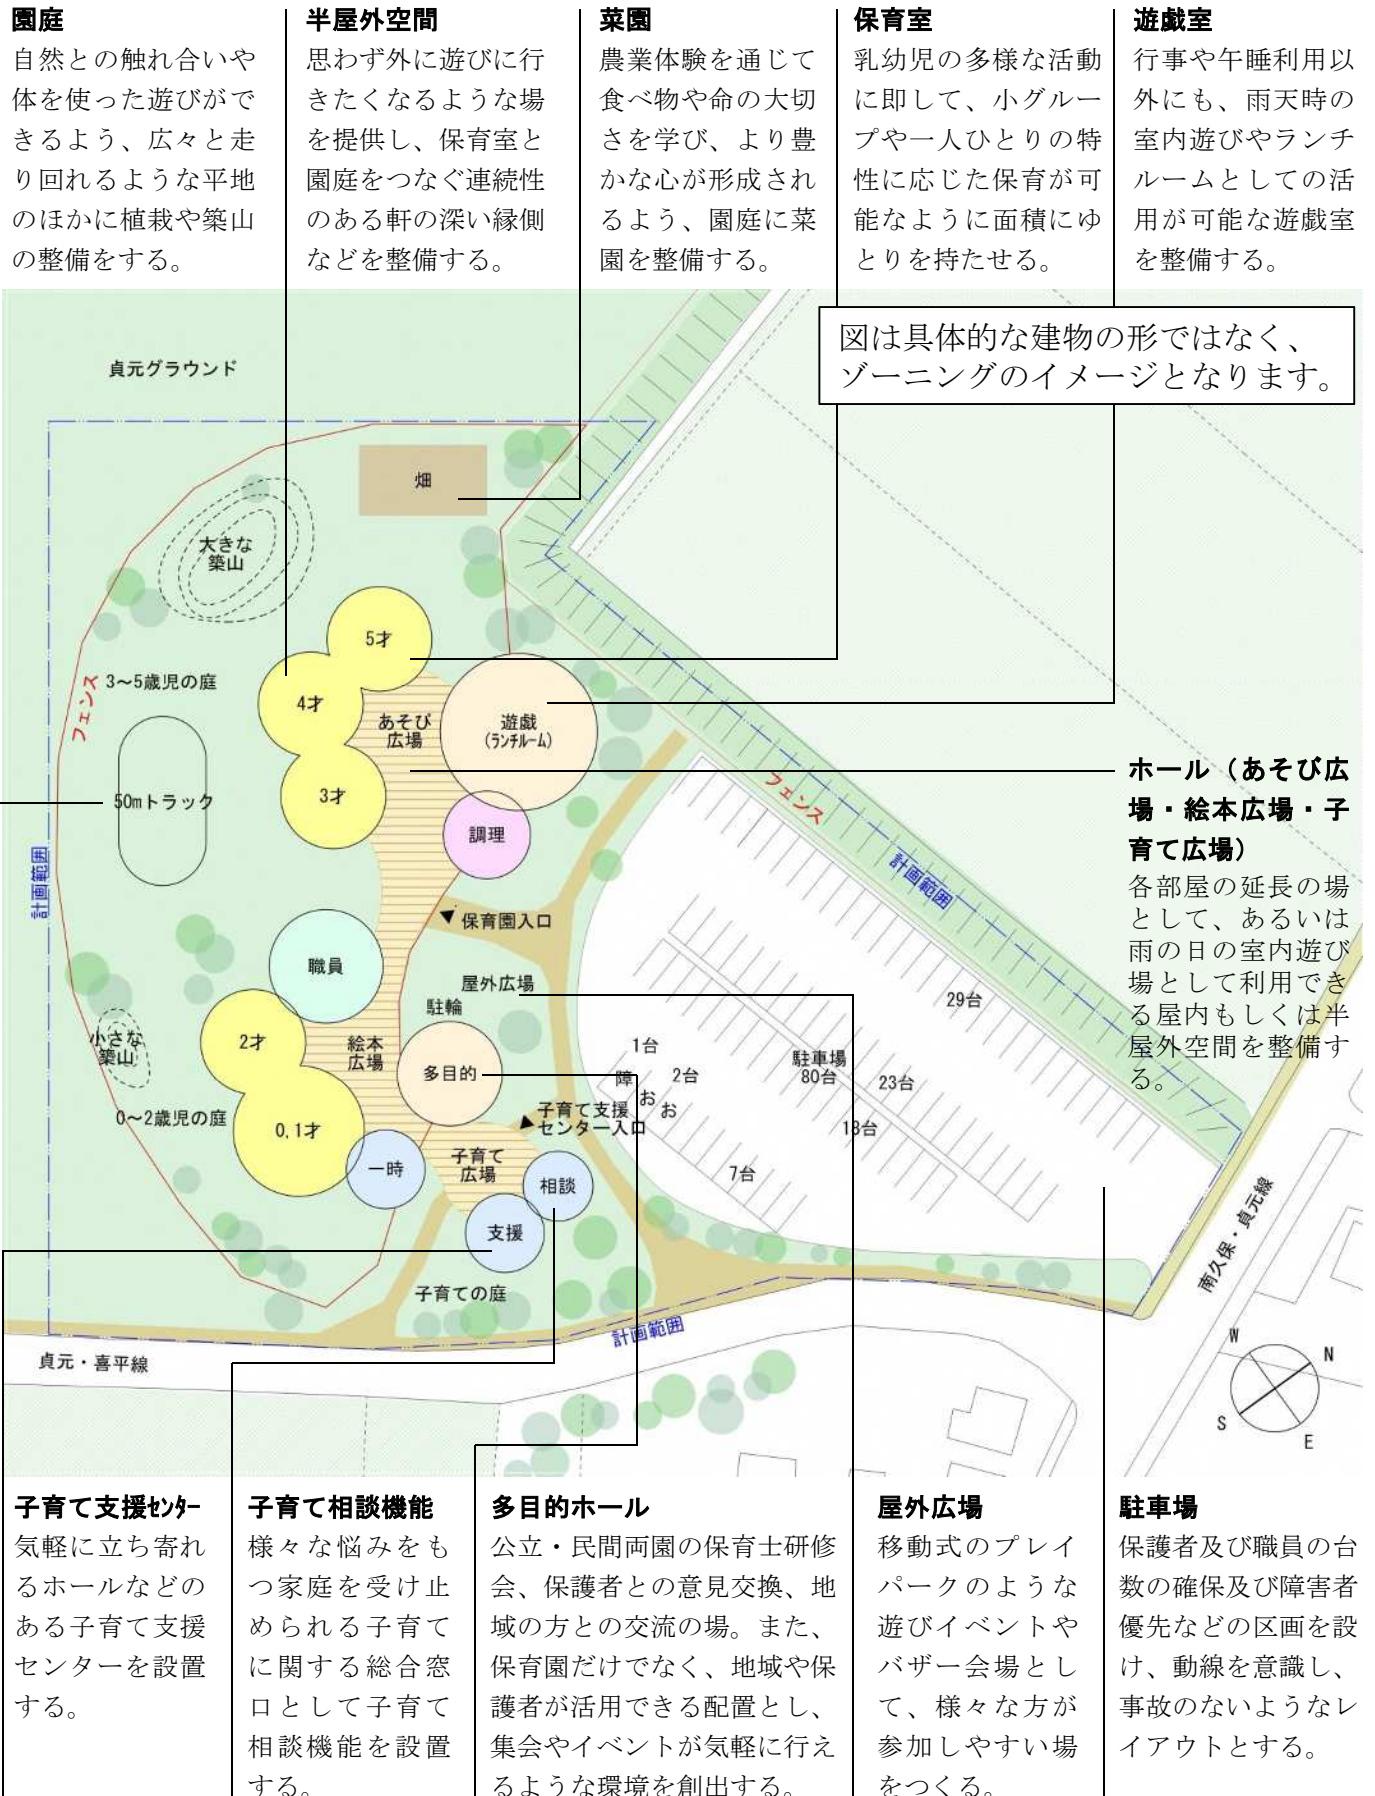 園庭
自然との触れ合いや
体を使った遊びがで
きるよう、広々と走
り回れるような平地
のほかに植栽や築山
の整備をする。
半屋外空間
思わず外に遊びに行
きたくなるような場
を提供し、保育室と
園庭をつなぐ連続性
のある軒の深い縁側
などを整備する。
菜園
農業体験を通じて
食べ物や命の大切
さを学び、より豊
かな心が形成され
るよう、園庭に菜
園を整備する。
保育室
乳幼児の多様な活動
に即して、小グルー
プや一人ひとりの特
性に応じた保育が可
能なように面積にゆ
とりを持たせる。
遊戯室
行事や午睡利用以
外にも、雨天時の
室内遊びやランチ
ルームとしての活
用が可能な遊戯室
を整備する。
図は具体的な建物の形ではなく、
ゾーニングのイメージとなります。
貞元グラウンド
畑
大きな
築山
5才
3～5歳児の庭
フェンス
4才
あそび
広場
遊戯
(ランチルーム)
3才
50mトラック
調理
フェンス
計画範囲
計画範囲
ホール（あそび広
場・絵本広場・子
育て広場）
各部屋の延長の場
として、あるいは
雨の日の室内遊び
場として利用でき
る屋内もしくは半
屋外空間を整備す
る。
保育園入口
職員
屋外広場
駐輪
29台
小さな
築山
2才
絵本
広場
多目的
1台
障
2台
お
お
駐車場
80台
23台
18台
7台
0～2歳児の庭
0,1才
一時
子育て支援
センター入口
子育て
広場
相談
支援
子育ての庭
計画範囲
南久保・貞元線
貞元・喜平線
W
N
S
E
子育て支援ｾﾝﾀｰ
気軽に立ち寄れ
るホールなどの
ある子育て支援
センターを設置
する。
子育て相談機能
様々な悩みをも
つ家庭を受け止
められる子育て
に関する総合窓
口として子育て
相談機能を設置
する。
多目的ホール
公立・民間両園の保育士研修
会、保護者との意見交換、地
域の方との交流の場。また、
保育園だけでなく、地域や保
護者が活用できる配置とし、
集会やイベントが気軽に行え
るような環境を創出する。
屋外広場
移動式のプレイ
パークのような
遊びイベントや
バザー会場とし
て、様々な方が
参加しやすい場
をつくる。
駐車場
保護者及び職員の台
数の確保及び障害者
優先などの区画を設
け、動線を意識し、
事故のないようなレ
イアウトとする。